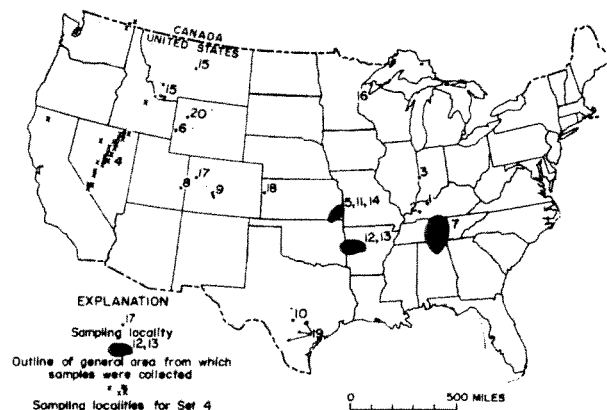 CANADA
UNITED STATES
15
15
16
20
6
4
3
17
8
9
18
5, 11, 14
2
1
12, 13
7
10
19
EXPLANATION
17
Sampling locality
12, 13
Outline of general area from which
samples were collected
Sampling localities for Set 4
0 500 MILES